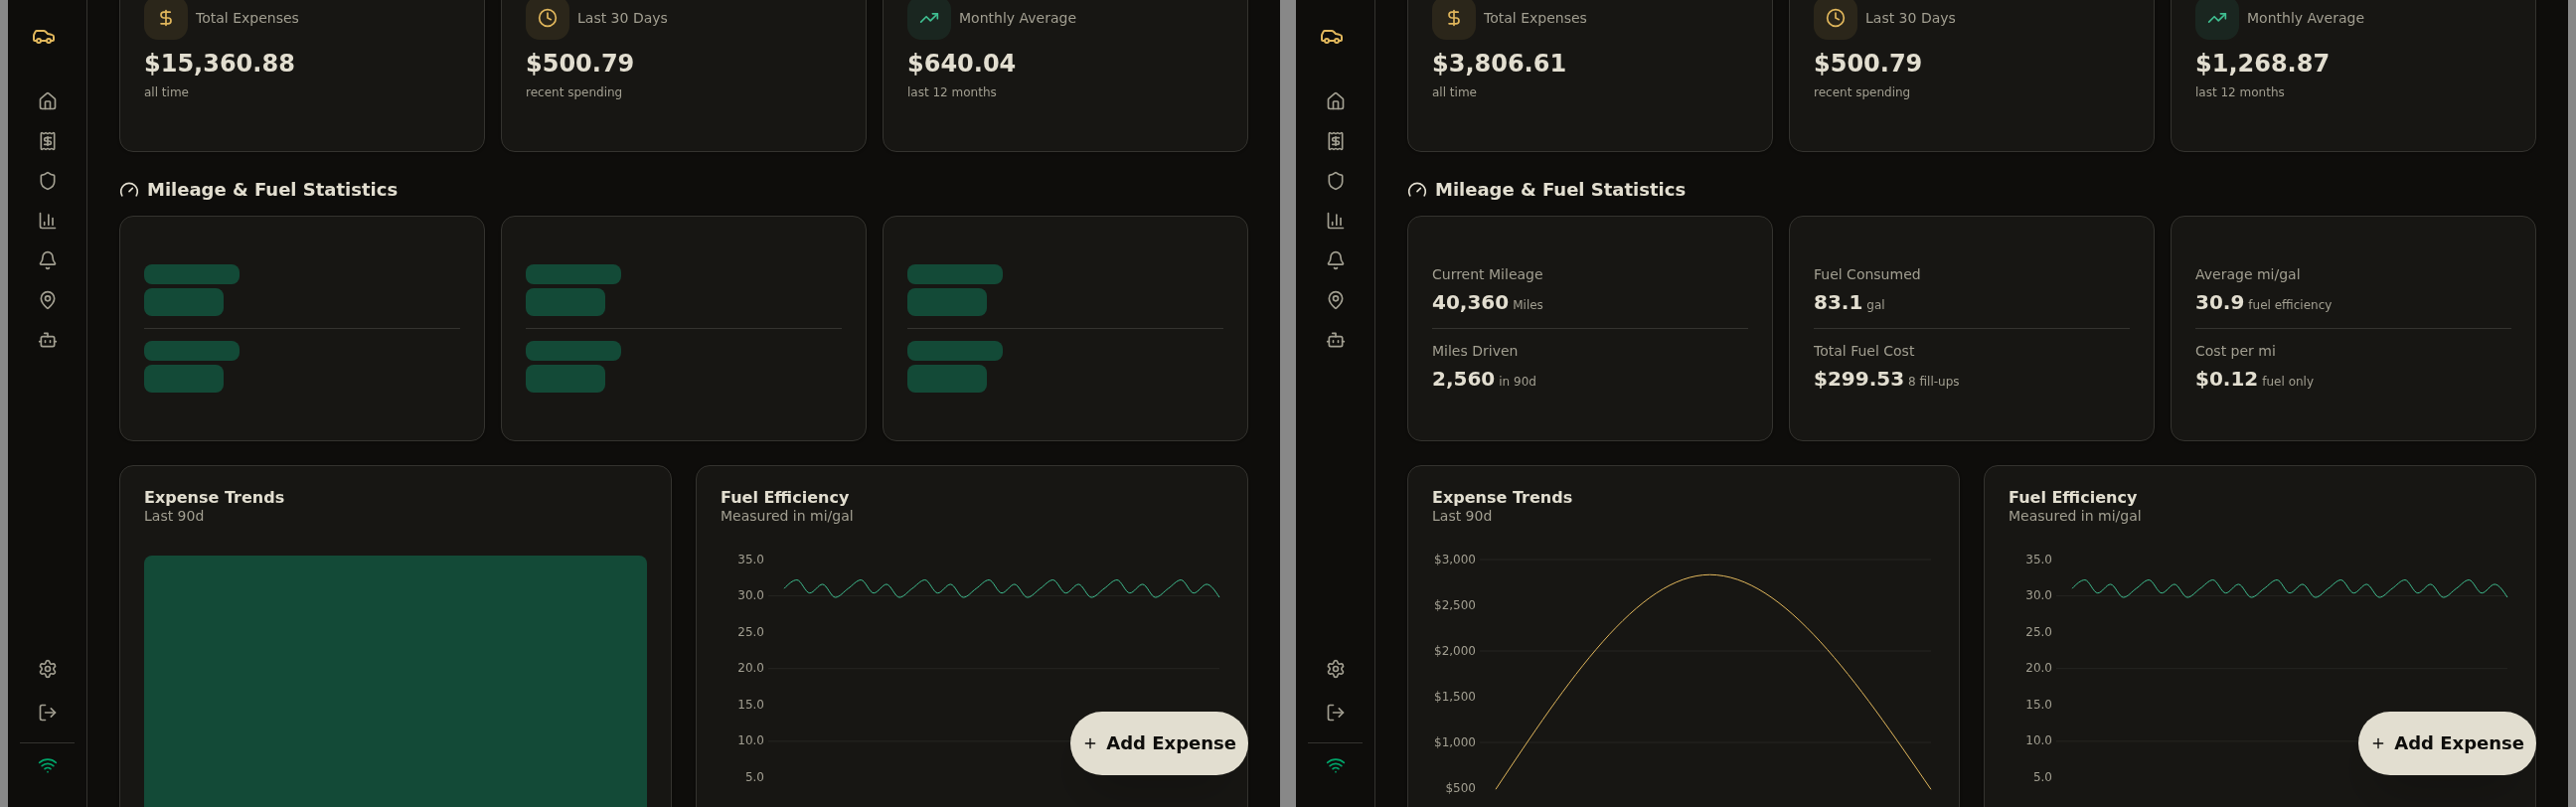 Total Expenses
$15,360.88
all time
Last 30 Days
$500.79
recent spending
Monthly Average
$640.04
last 12 months
Mileage & Fuel Statistics
Expense Trends
Last 90d
Fuel Efficiency
Measured in mi/gal
35.0
30.0
25.0
20.0
15.0
10.0
5.0
+ Add Expense
Total Expenses
$3,806.61
all time
Last 30 Days
$500.79
recent spending
Monthly Average
$1,268.87
last 12 months
Mileage & Fuel Statistics
Current Mileage
40,360 Miles
Miles Driven
2,560 in 90d
Fuel Consumed
83.1 gal
Total Fuel Cost
$299.53 8 fill-ups
Average mi/gal
30.9 fuel efficiency
Cost per mi
$0.12 fuel only
Expense Trends
Last 90d
$3,000
$2,500
$2,000
$1,500
$1,000
$500
Fuel Efficiency
Measured in mi/gal
35.0
30.0
25.0
20.0
15.0
10.0
5.0
+ Add Expense